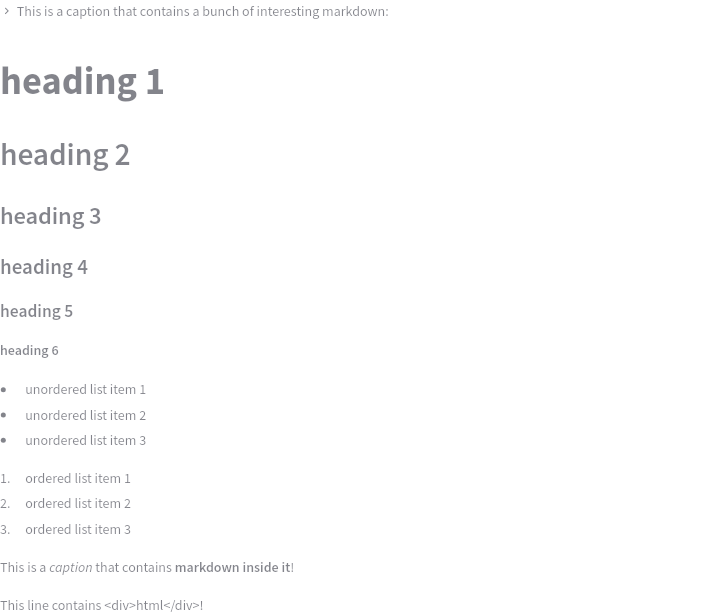 This is a caption that contains a bunch of interesting markdown:
heading 1
heading 2
heading 3
heading 4
heading 5
heading 6
• unordered list item 1
• unordered list item 2
• unordered list item 3
1. ordered list item 1
2. ordered list item 2
3. ordered list item 3
This is a caption that contains markdown inside it!
This line contains <div>html</div>!